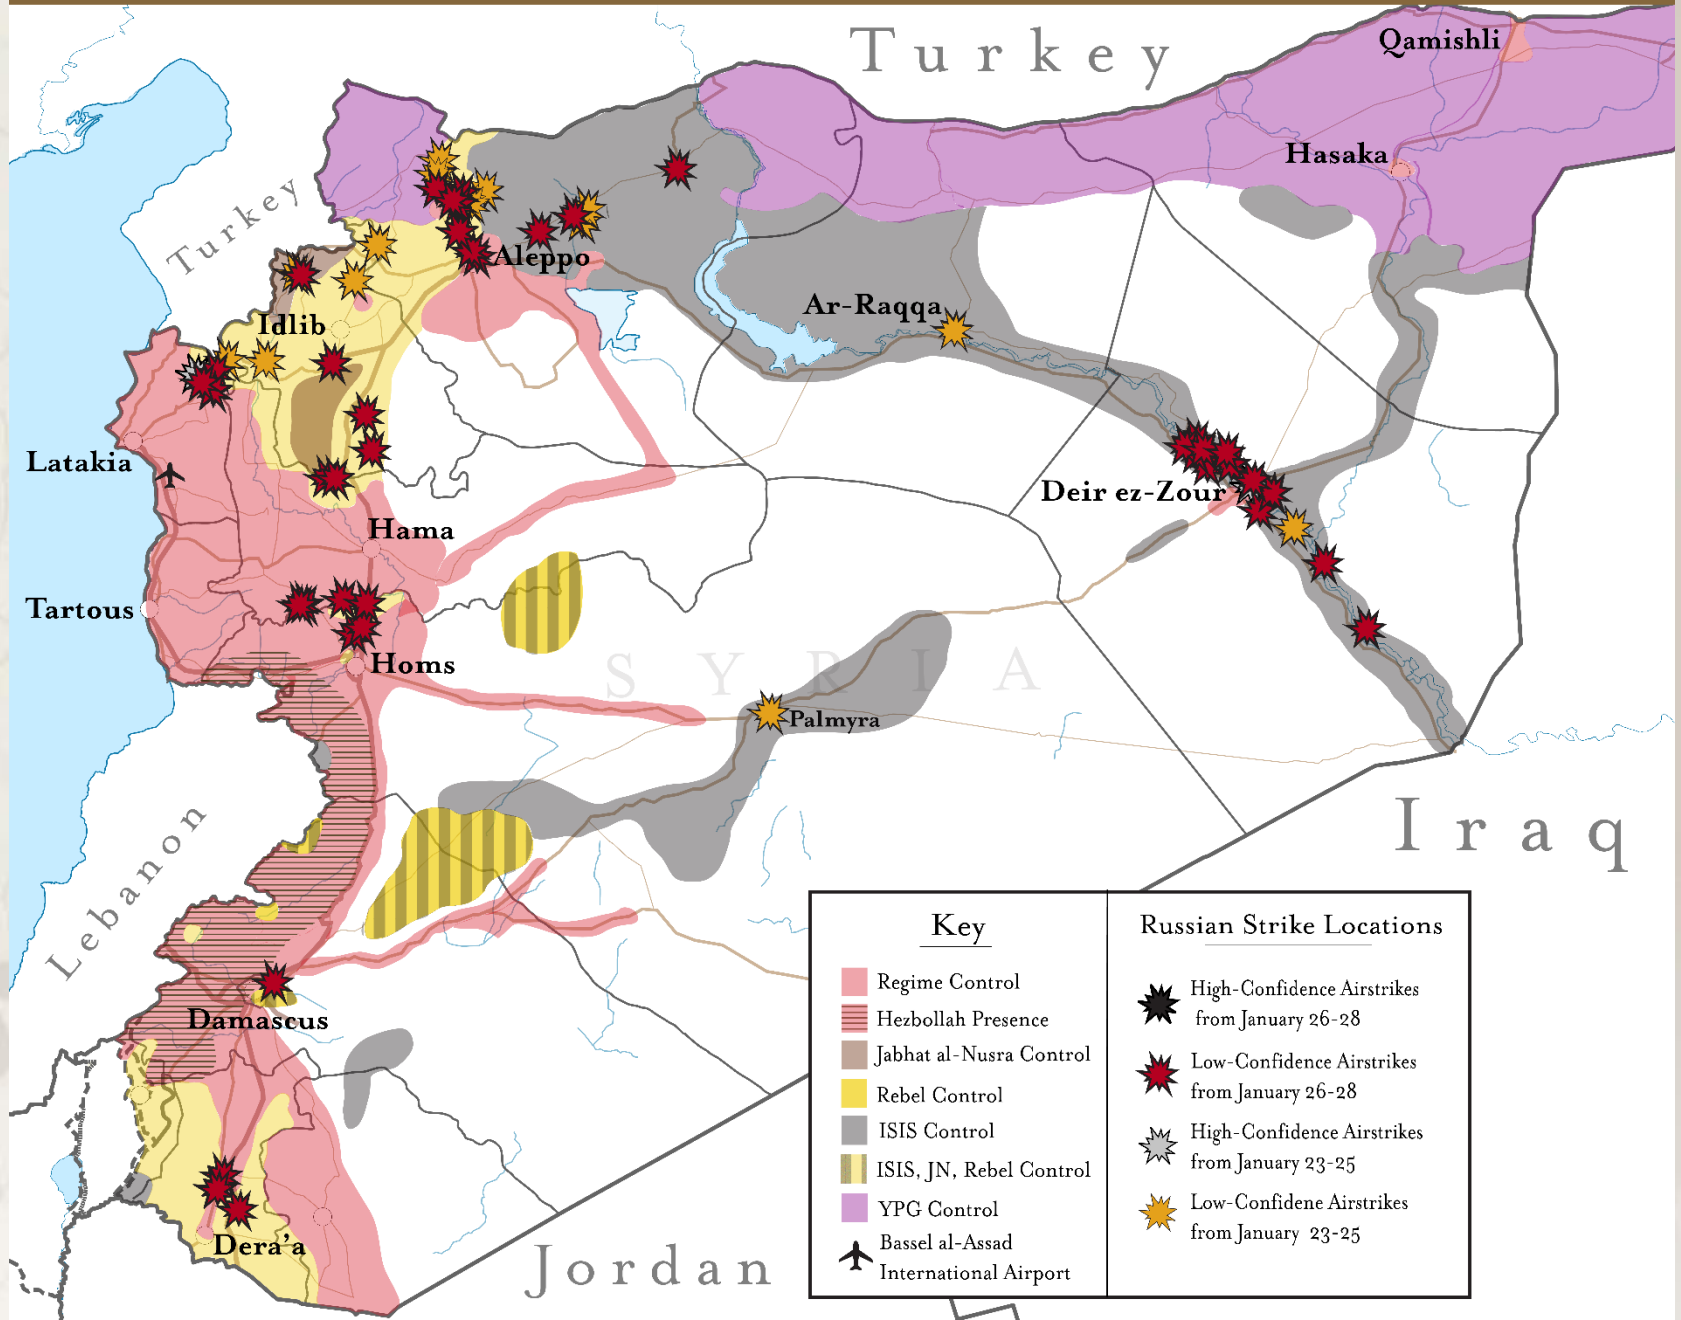 Turkey
Qamishli
Hasaka
Turkey
Aleppo
Ar-Raqqa
Idlib
Latakia
Deir ez-Zour
Hama
Tartous
Homs
SYRIA
Palmyra
Iraq
Lebanon
Damascus
Dera'a
Jordan
Key
Regime Control
Hezbollah Presence
Jabhat al-Nusra Control
Rebel Control
ISIS Control
ISIS, JN, Rebel Control
YPG Control
Bassel al-Assad
International Airport
Russian Strike Locations
High-Confidence Airstrikes
from January 26-28
Low-Confidence Airstrikes
from January 26-28
High-Confidence Airstrikes
from January 23-25
Low-Confidene Airstrikes
from January 23-25